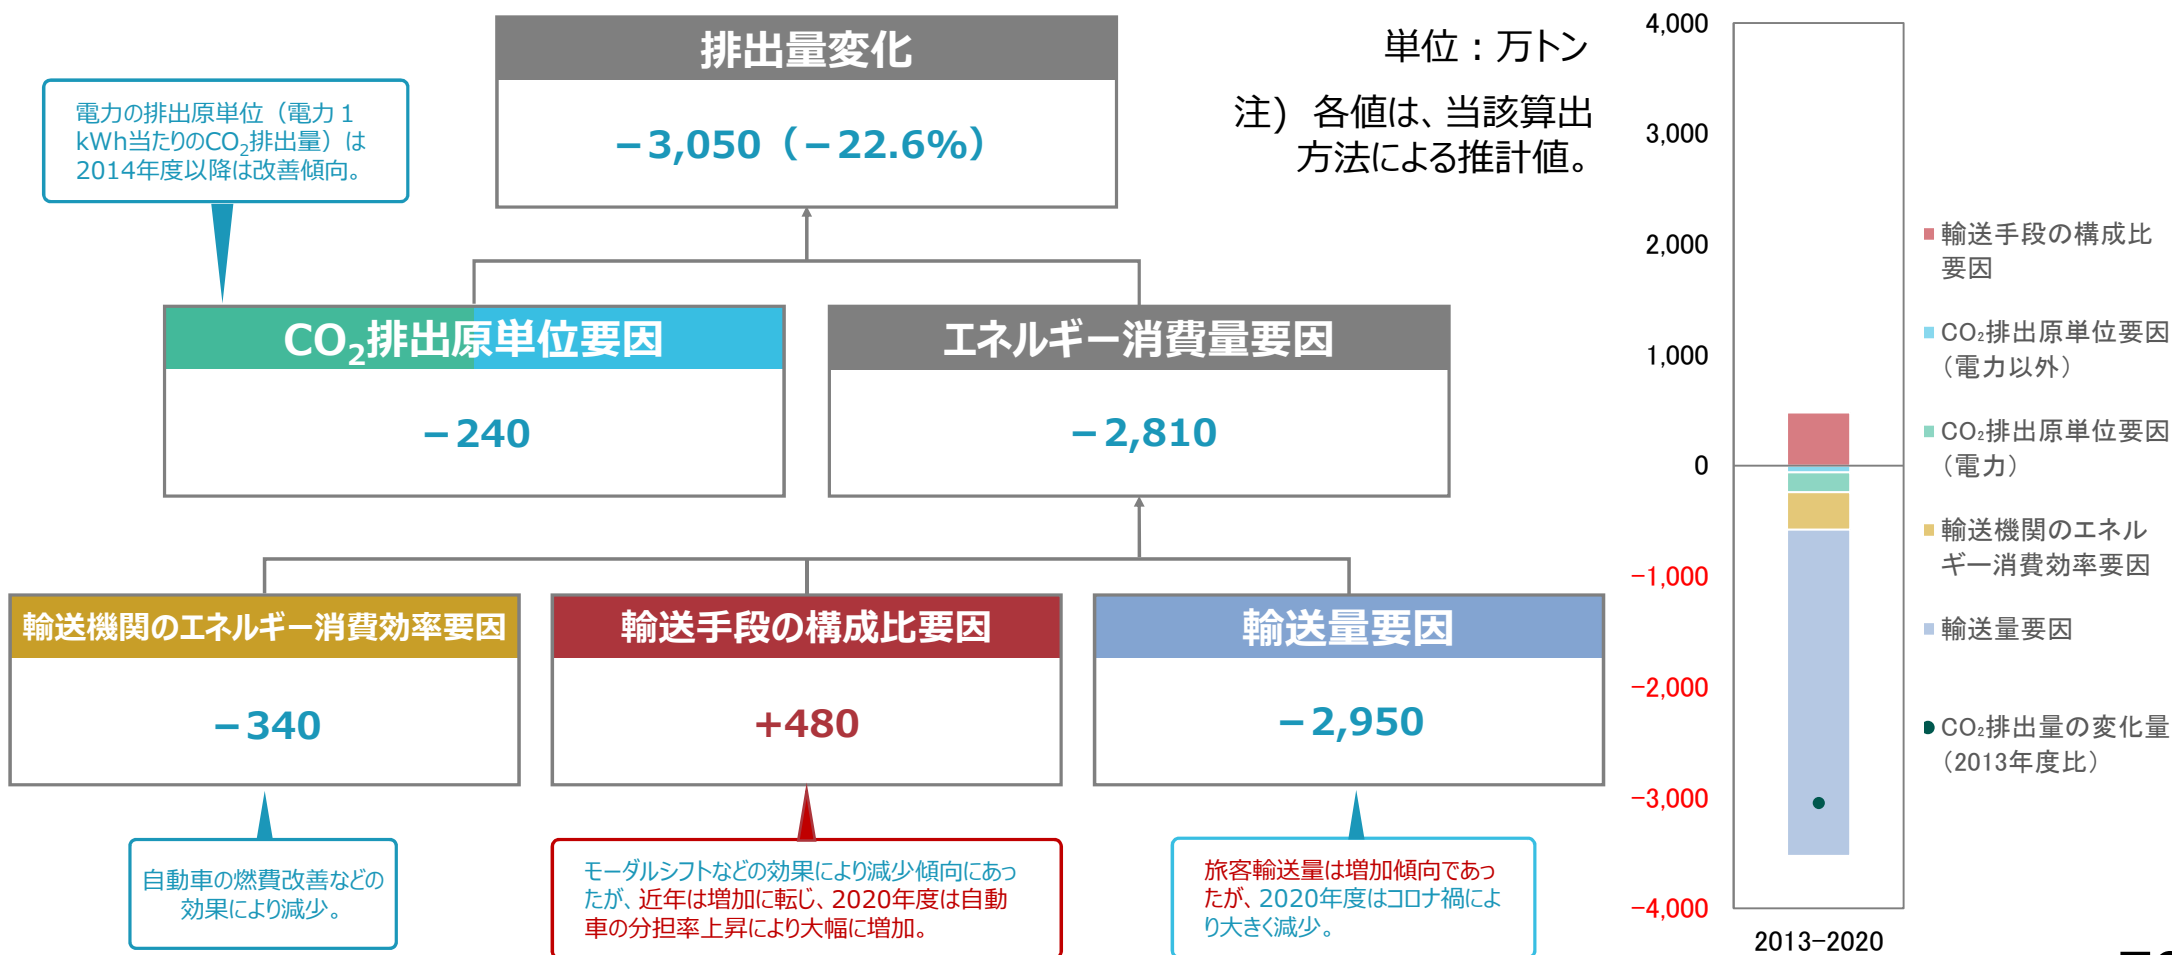 排出量変化
−3,050（−22.6%）
単位：万トン
注） 各値は、当該算出
方法による推計値。
電力の排出原単位（電力１
kWh当たりのCO₂排出量）は
2014年度以降は改善傾向。
CO₂排出原単位要因
−240
エネルギー消費量要因
−2,810
輸送機関のエネルギー消費効率要因
−340
輸送手段の構成比要因
+480
輸送量要因
−2,950
自動車の燃費改善などの
効果により減少。
モーダルシフトなどの効果により減少傾向にあっ
たが、近年は増加に転じ、2020年度は自動
車の分担率上昇により大幅に増加。
旅客輸送量は増加傾向であっ
たが、2020年度はコロナ禍によ
り大きく減少。
4,000
3,000
2,000
1,000
0
−1,000
−2,000
−3,000
−4,000
2013−2020
輸送手段の構成比
要因
CO₂排出原単位要因
（電力以外）
CO₂排出原単位要因
（電力）
輸送機関のエネル
ギー消費効率要因
輸送量要因
CO₂排出量の変化量
（2013年度比）